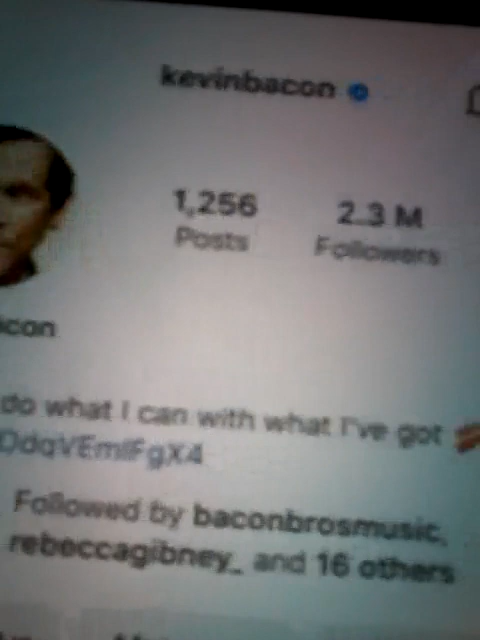 kevinbacon
1,256 2.3 M
Posts Followers
icon
do what I can with what I've got
DdqVEmlFgX4
Followed by baconbrosmusic,
rebeccagibney_ and 16 others